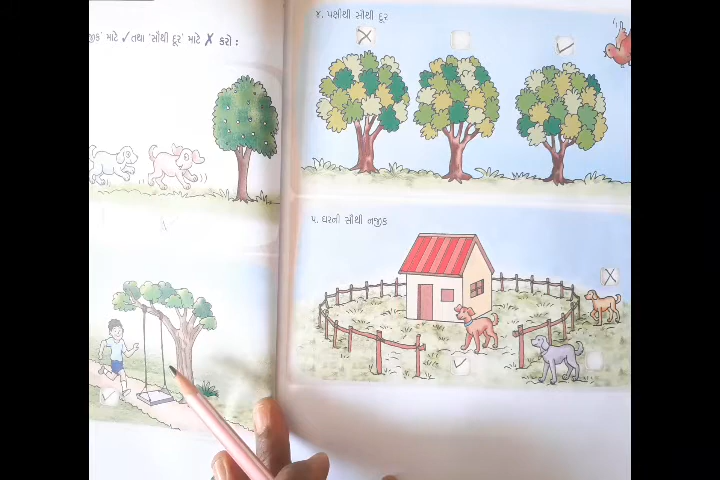 માટે ✓ તથા 'સૌથી દૂર' માટે ✗ કરો :
૪. પક્ષીથી સૌથી દૂર
૫. ઘરની સૌથી નજીક